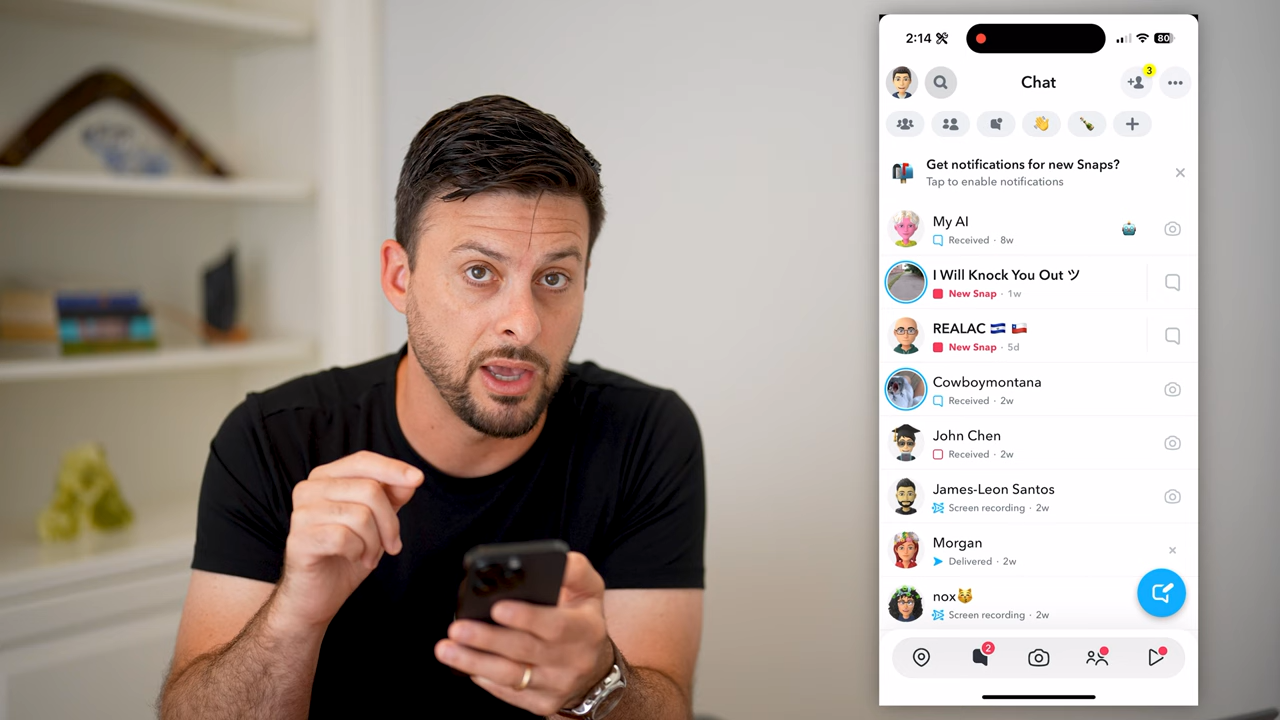 2:14
80
Chat
3
Get notifications for new Snaps?
Tap to enable notifications
My AI
Received · 8w
I Will Knock You Out ツ
New Snap · 1w
REALAC 🇸🇻 🇨🇱
New Snap · 5d
Cowboymontana
Received · 2w
John Chen
Received · 2w
James-Leon Santos
Screen recording · 2w
Morgan
Delivered · 2w
nox😼
Screen recording · 2w
2